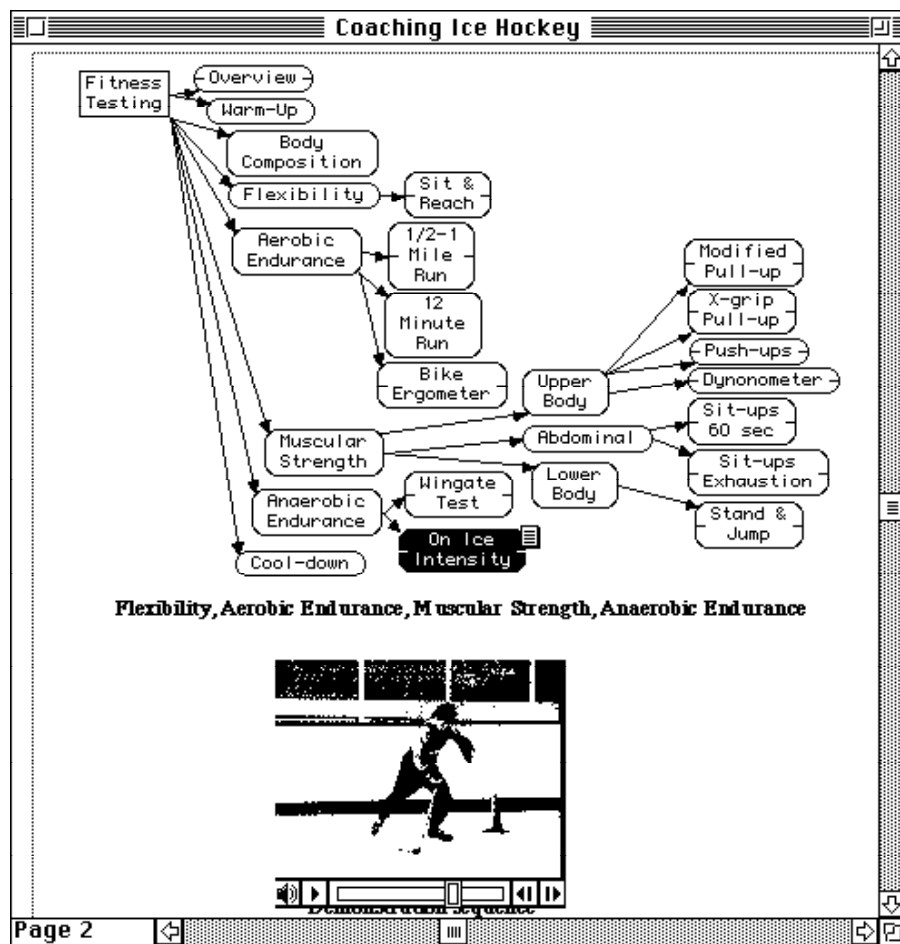 Coaching Ice Hockey
Fitness
Testing
Overview
Warm-Up
Body
Composition
Flexibility
Sit &
Reach
Aerobic
Endurance
1/2-1
Mile
Run
12
Minute
Run
Bike
Ergometer
Muscular
Strength
Upper
Body
Modified
Pull-up
X-grip
Pull-up
Push-ups
Dynonometer
Abdominal
Sit-ups
60 sec
Sit-ups
Exhaustion
Lower
Body
Stand &
Jump
Anaerobic
Endurance
Wingate
Test
On Ice
Intensity
Cool-down
Flexibility, Aerobic Endurance, Muscular Strength, Anaerobic Endurance
Demonstration sequence
Page 2